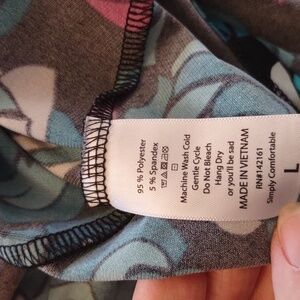 95 % Polyester
5 % Spandex
Machine Wash Cold
Gentle Cycle
Do Not Bleach
Hang Dry
or you'll be sad
MADE IN VIETNAM
RN#142161
Simply Comfortable
L